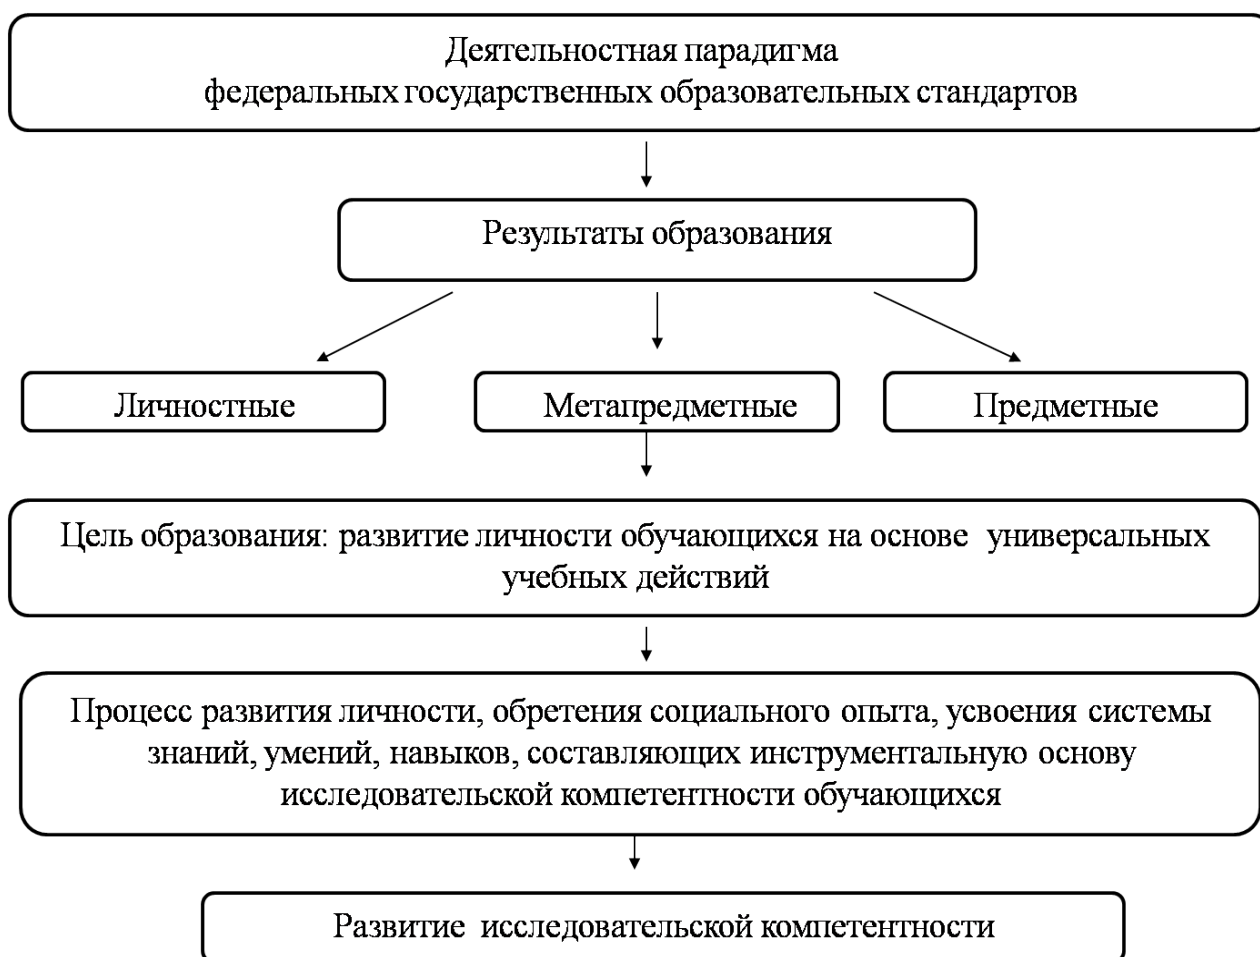 Деятельностная парадигма
федеральных государственных образовательных стандартов
Результаты образования
Личностные
Метапредметные
Предметные
Цель образования: развитие личности обучающихся на основе универсальных
учебных действий
Процесс развития личности, обретения социального опыта, усвоения системы
знаний, умений, навыков, составляющих инструментальную основу
исследовательской компетентности обучающихся
Развитие исследовательской компетентности